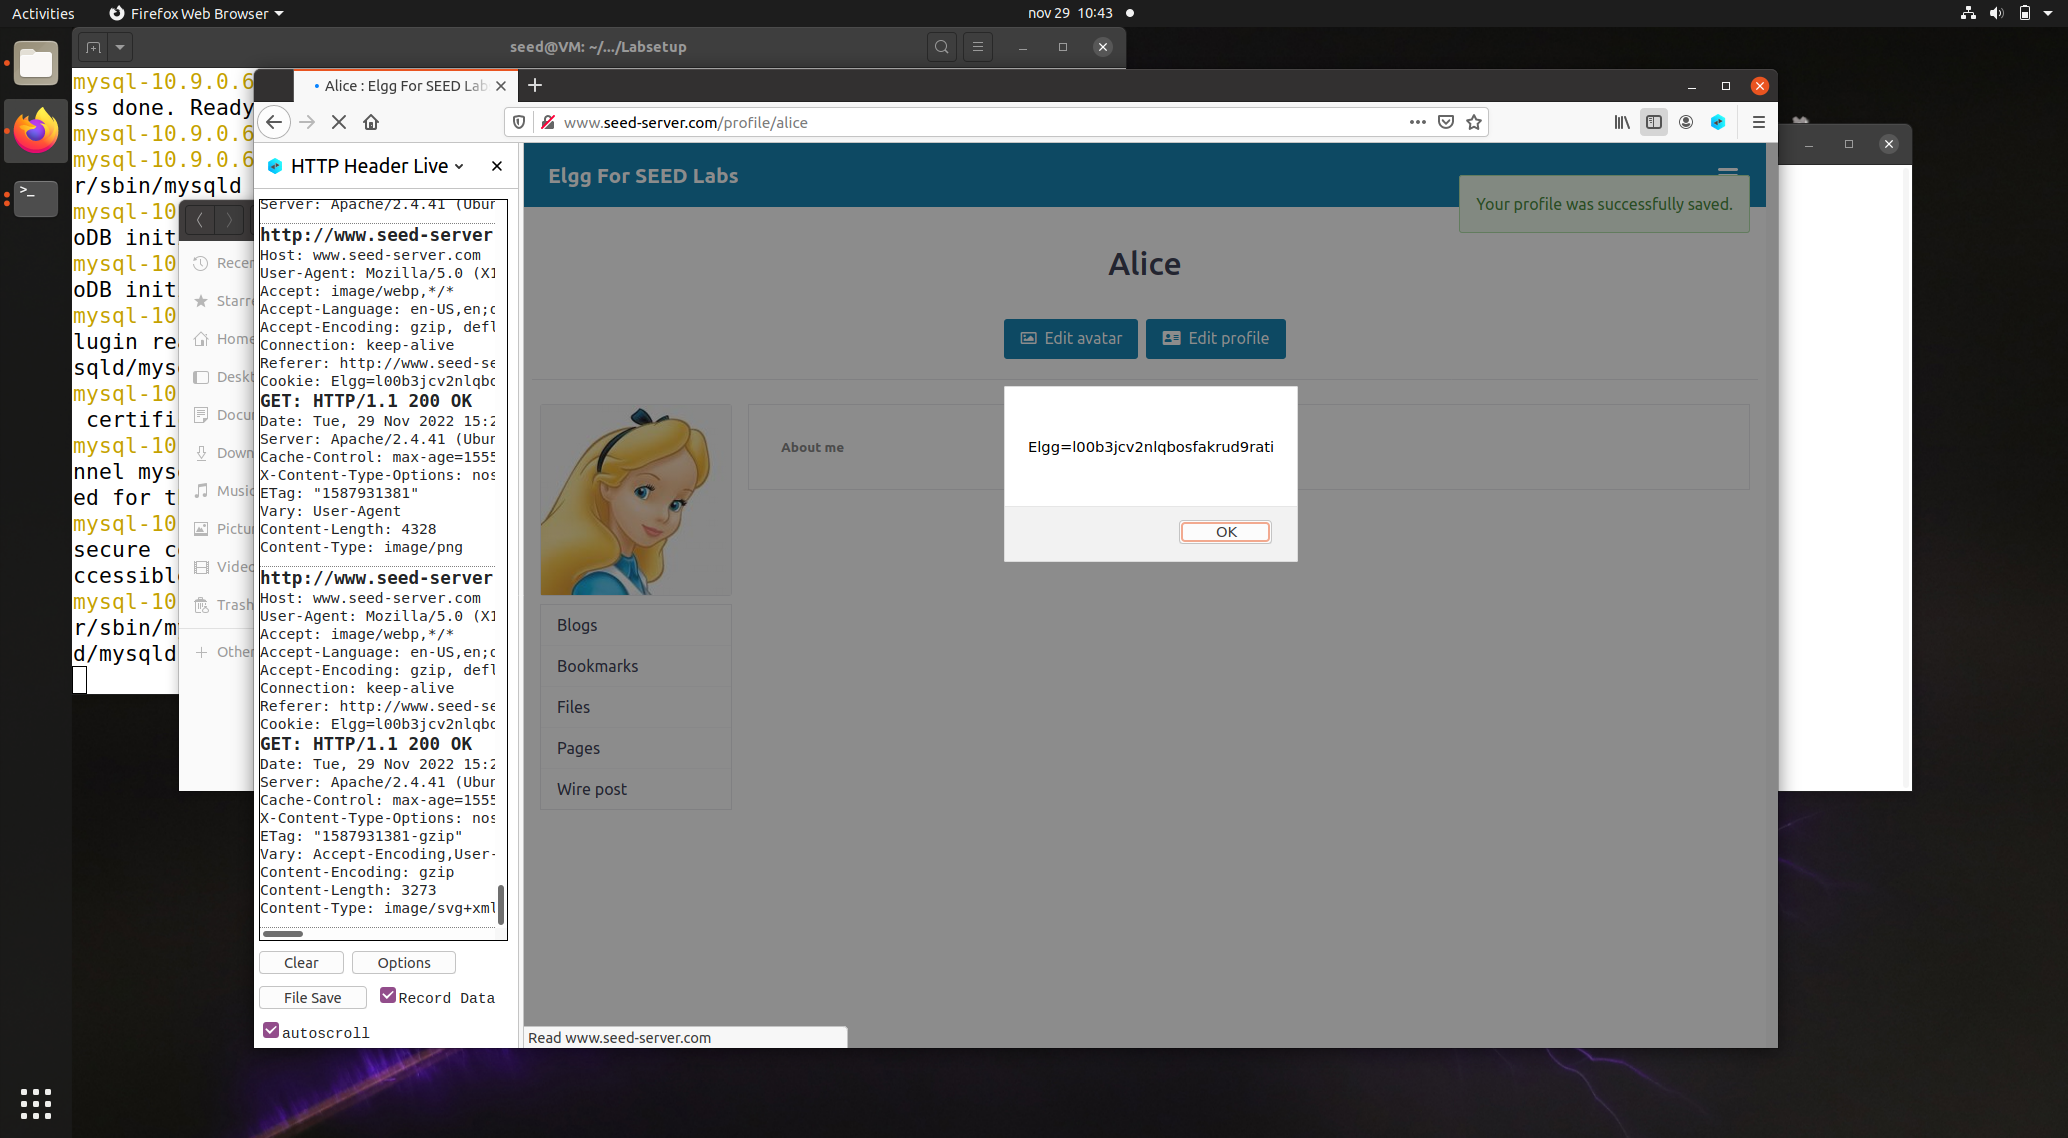 Activities
Firefox Web Browser
nov 29 10:43
seed@VM: ~/.../Labsetup
mysql-10.9.0.6
ss done. Ready
mysql-10.9.0.6
mysql-10.9.0.6
r/sbin/mysqld
mysql-10
oDB init
mysql-10
oDB init
mysql-10
lugin rea
sqld/mys
mysql-10
certifi
mysql-10
nnel mys
ed for t
mysql-10
secure c
ccessible
mysql-10
r/sbin/my
d/mysqld
Recer
Starr
Home
Deskt
Docu
Down
Music
Pictu
Video
Trash
Other
Alice : Elgg For SEED Lab
www.seed-server.com/profile/alice
HTTP Header Live
Server: Apache/2.4.41 (Ubun
http://www.seed-server
Host: www.seed-server.com
User-Agent: Mozilla/5.0 (X1
Accept: image/webp,*/*
Accept-Language: en-US,en;q
Accept-Encoding: gzip, defl
Connection: keep-alive
Referer: http://www.seed-se
Cookie: Elgg=l00b3jcv2nlqbo
GET: HTTP/1.1 200 OK
Date: Tue, 29 Nov 2022 15:2
Server: Apache/2.4.41 (Ubun
Cache-Control: max-age=1555
X-Content-Type-Options: nos
ETag: "1587931381"
Vary: User-Agent
Content-Length: 4328
Content-Type: image/png
http://www.seed-server
Host: www.seed-server.com
User-Agent: Mozilla/5.0 (X1
Accept: image/webp,*/*
Accept-Language: en-US,en;q
Accept-Encoding: gzip, defl
Connection: keep-alive
Referer: http://www.seed-se
Cookie: Elgg=l00b3jcv2nlqbo
GET: HTTP/1.1 200 OK
Date: Tue, 29 Nov 2022 15:2
Server: Apache/2.4.41 (Ubun
Cache-Control: max-age=1555
X-Content-Type-Options: nos
ETag: "1587931381-gzip"
Vary: Accept-Encoding,User-
Content-Encoding: gzip
Content-Length: 3273
Content-Type: image/svg+xml
Clear
Options
File Save
Record Data
autoscroll
Elgg For SEED Labs
Your profile was successfully saved.
Alice
Edit avatar
Edit profile
About me
Elgg=l00b3jcv2nlqbosfakrud9rati
OK
Blogs
Bookmarks
Files
Pages
Wire post
Read www.seed-server.com